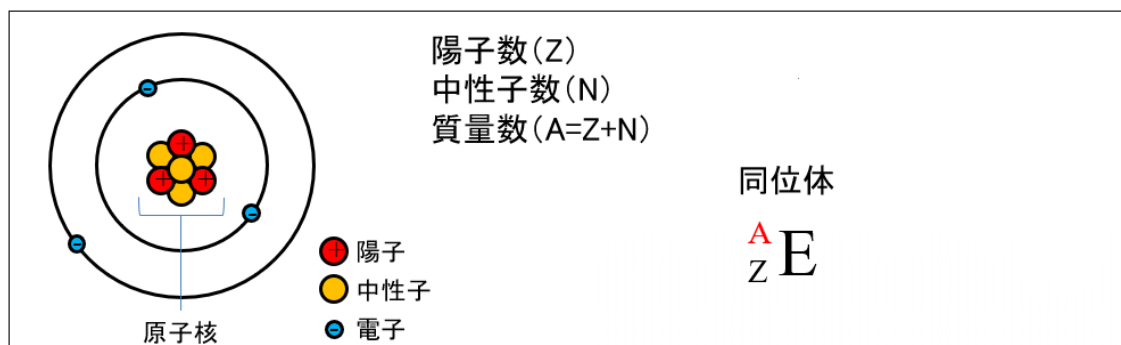 陽子数(Z)
中性子数(N)
質量数(A=Z+N)
同位体
A
Z E
+
+ +
-
-
-
+ 陽子
中性子
- 電子
原子核